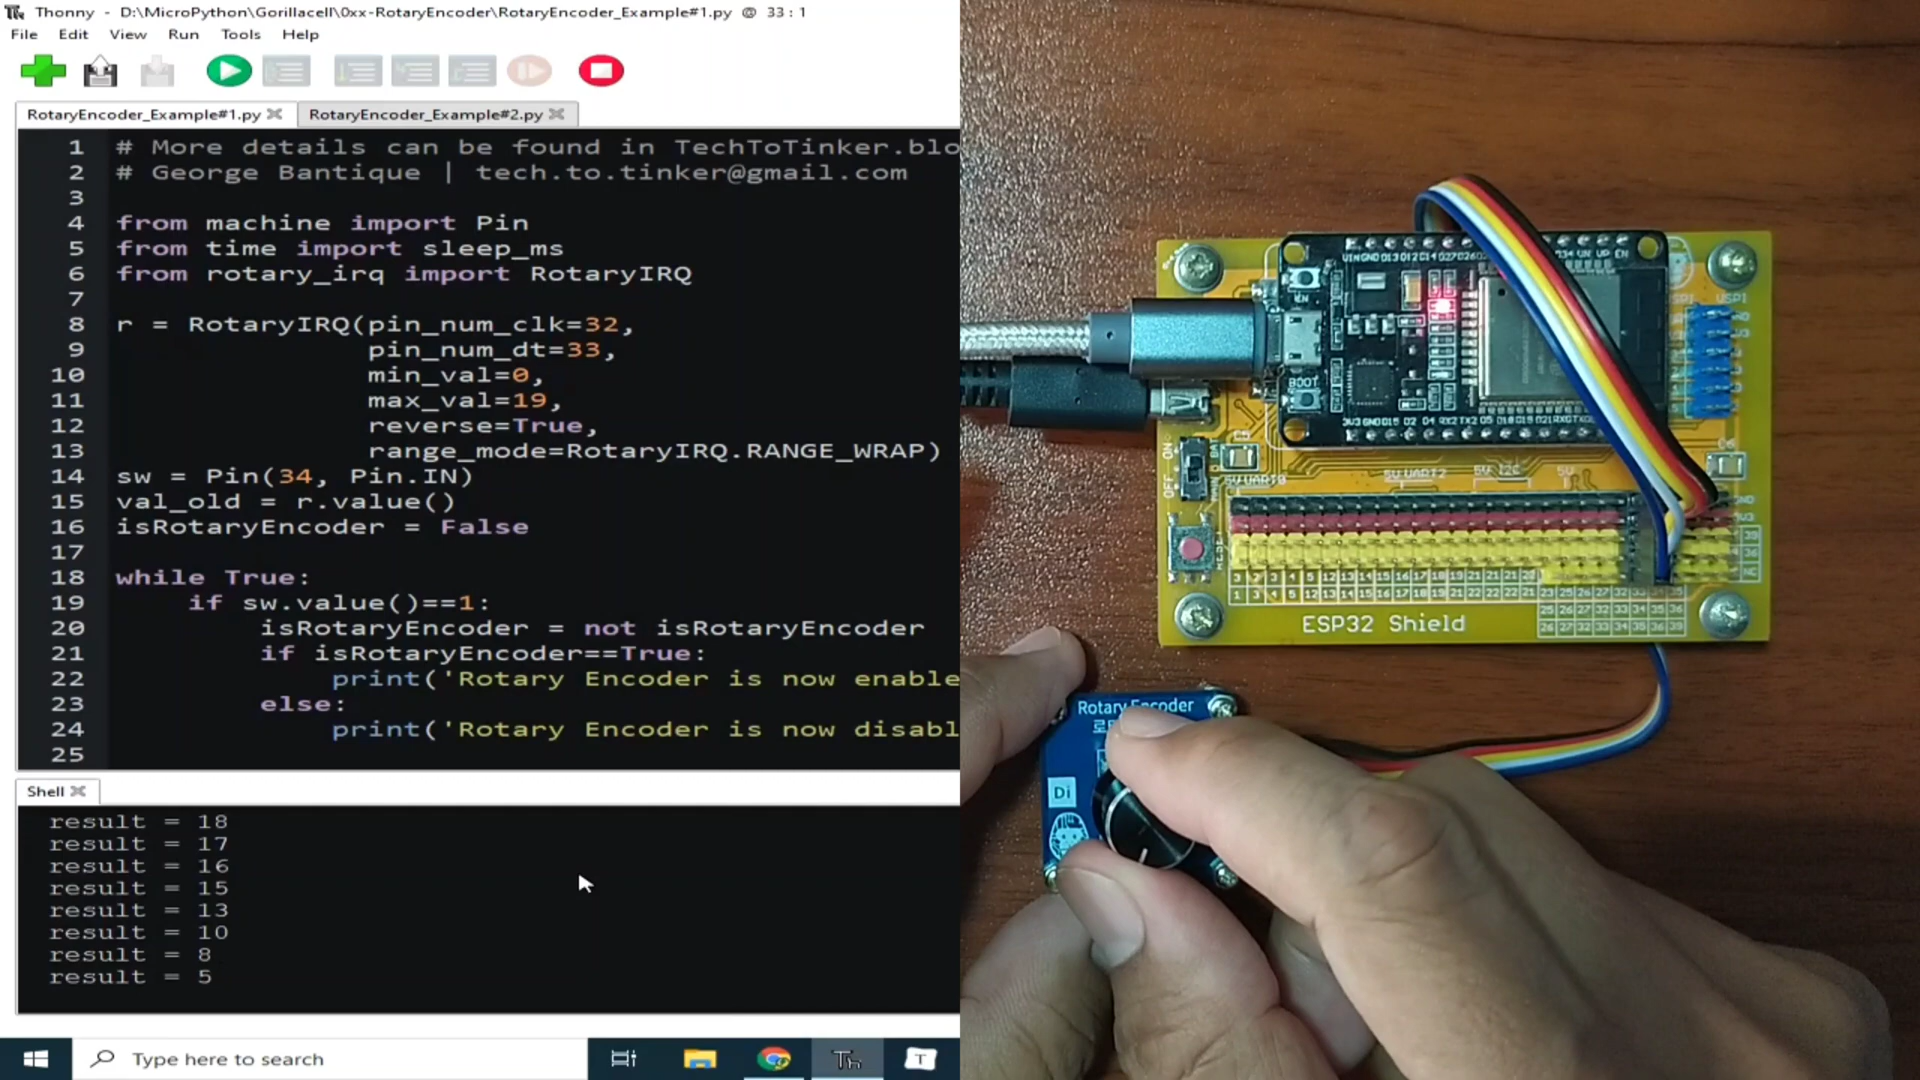 Thonny - D:\MicroPython\Gorillacell\0xx-RotaryEncoder\RotaryEncoder_Example#1.py @ 33 : 1
File Edit View Run Tools Help
RotaryEncoder_Example#1.py
RotaryEncoder_Example#2.py
1 # More details can be found in TechToTinker.blo
2 # George Bantique | tech.to.tinker@gmail.com
3
4 from machine import Pin
5 from time import sleep_ms
6 from rotary_irq import RotaryIRQ
7
8 r = RotaryIRQ(pin_num_clk=32,
9 pin_num_dt=33,
10 min_val=0,
11 max_val=19,
12 reverse=True,
13 range_mode=RotaryIRQ.RANGE_WRAP)
14 sw = Pin(34, Pin.IN)
15 val_old = r.value()
16 isRotaryEncoder = False
17
18 while True:
19 if sw.value()==1:
20 isRotaryEncoder = not isRotaryEncoder
21 if isRotaryEncoder==True:
22 print('Rotary Encoder is now enable
23 else:
24 print('Rotary Encoder is now disabl
25
Shell
result = 18
result = 17
result = 16
result = 15
result = 13
result = 10
result = 8
result = 5
Type here to search
EN
BOOT
OFF ON
ESP32 Shield
Rotary Encoder
Di